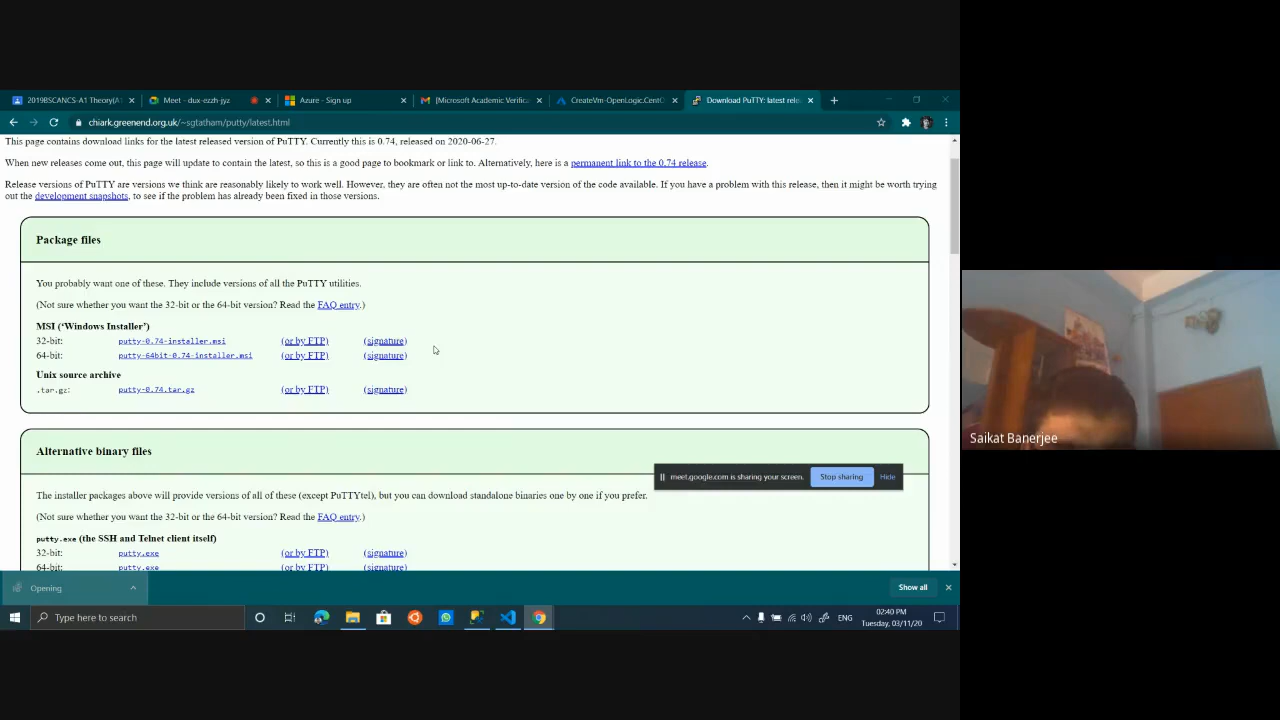 2019BSCANCS-A1 Theory(A
Meet - dux-ezzh-jyz
Azure - Sign up
[Microsoft Academic Verifica
CreateVm-OpenLogic.CentO
Download PuTTY: latest rele
chiark.greenend.org.uk/~sgtatham/putty/latest.html
This page contains download links for the latest released version of PuTTY. Currently this is 0.74, released on 2020-06-27.
When new releases come out, this page will update to contain the latest, so this is a good page to bookmark or link to. Alternatively, here is a permanent link to the 0.74 release.
Release versions of PuTTY are versions we think are reasonably likely to work well. However, they are often not the most up-to-date version of the code available. If you have a problem with this release, then it might be worth trying
out the development snapshots, to see if the problem has already been fixed in those versions.
Package files
You probably want one of these. They include versions of all the PuTTY utilities.
(Not sure whether you want the 32-bit or the 64-bit version? Read the FAQ entry.)
MSI (‘Windows Installer’)
32-bit: putty-0.74-installer.msi (or by FTP) (signature)
64-bit: putty-64bit-0.74-installer.msi (or by FTP) (signature)
Unix source archive
.tar.gz: putty-0.74.tar.gz (or by FTP) (signature)
Alternative binary files
meet.google.com is sharing your screen. Stop sharing Hide
The installer packages above will provide versions of all of these (except PuTTYtel), but you can download standalone binaries one by one if you prefer.
(Not sure whether you want the 32-bit or the 64-bit version? Read the FAQ entry.)
putty.exe (the SSH and Telnet client itself)
32-bit: putty.exe (or by FTP) (signature)
64-bit: putty.exe (or by FTP) (signature)
Opening
Show all
Type here to search
ENG
02:40 PM
Tuesday, 03/11/20
Saikat Banerjee